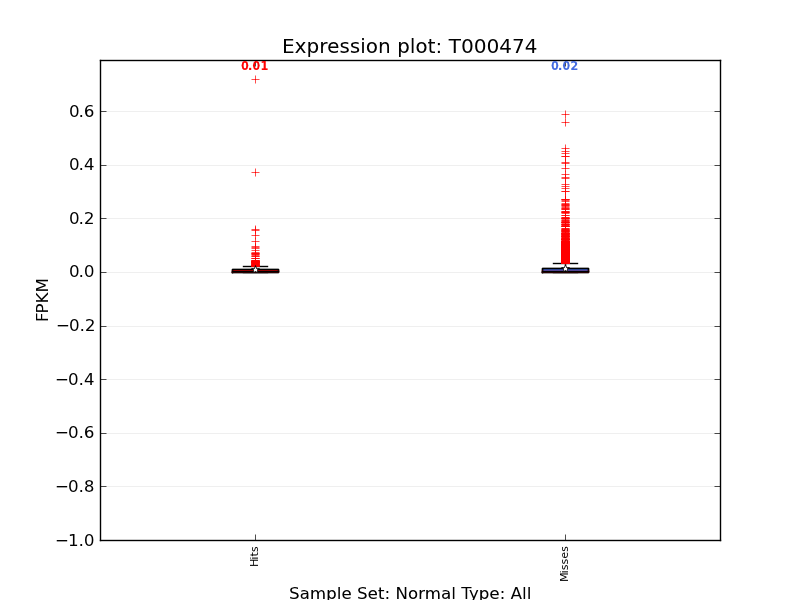 Expression plot: T000474
0.01 0.02
0.6
0.4
0.2
0.0
−0.2
−0.4
−0.6
−0.8
−1.0
FPKM
Hits Misses
Sample Set: Normal Type: All